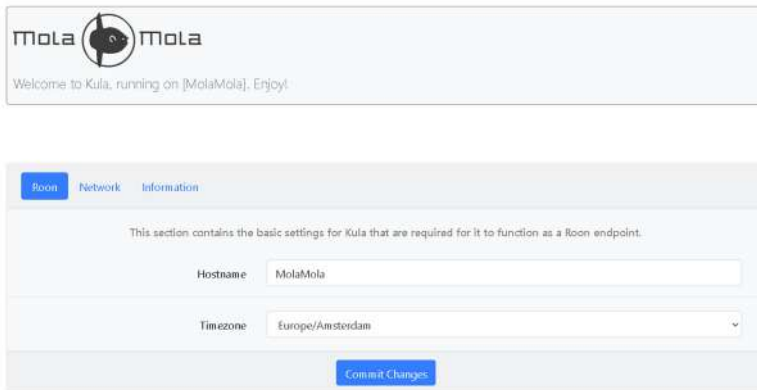 mola mola
Welcome to Kula, running on [MolaMola]. Enjoy!
Roon Network Information
This section contains the basic settings for Kula that are required for it to function as a Roon endpoint.
Hostname MolaMola
Timezone Europe/Amsterdam
Commit Changes